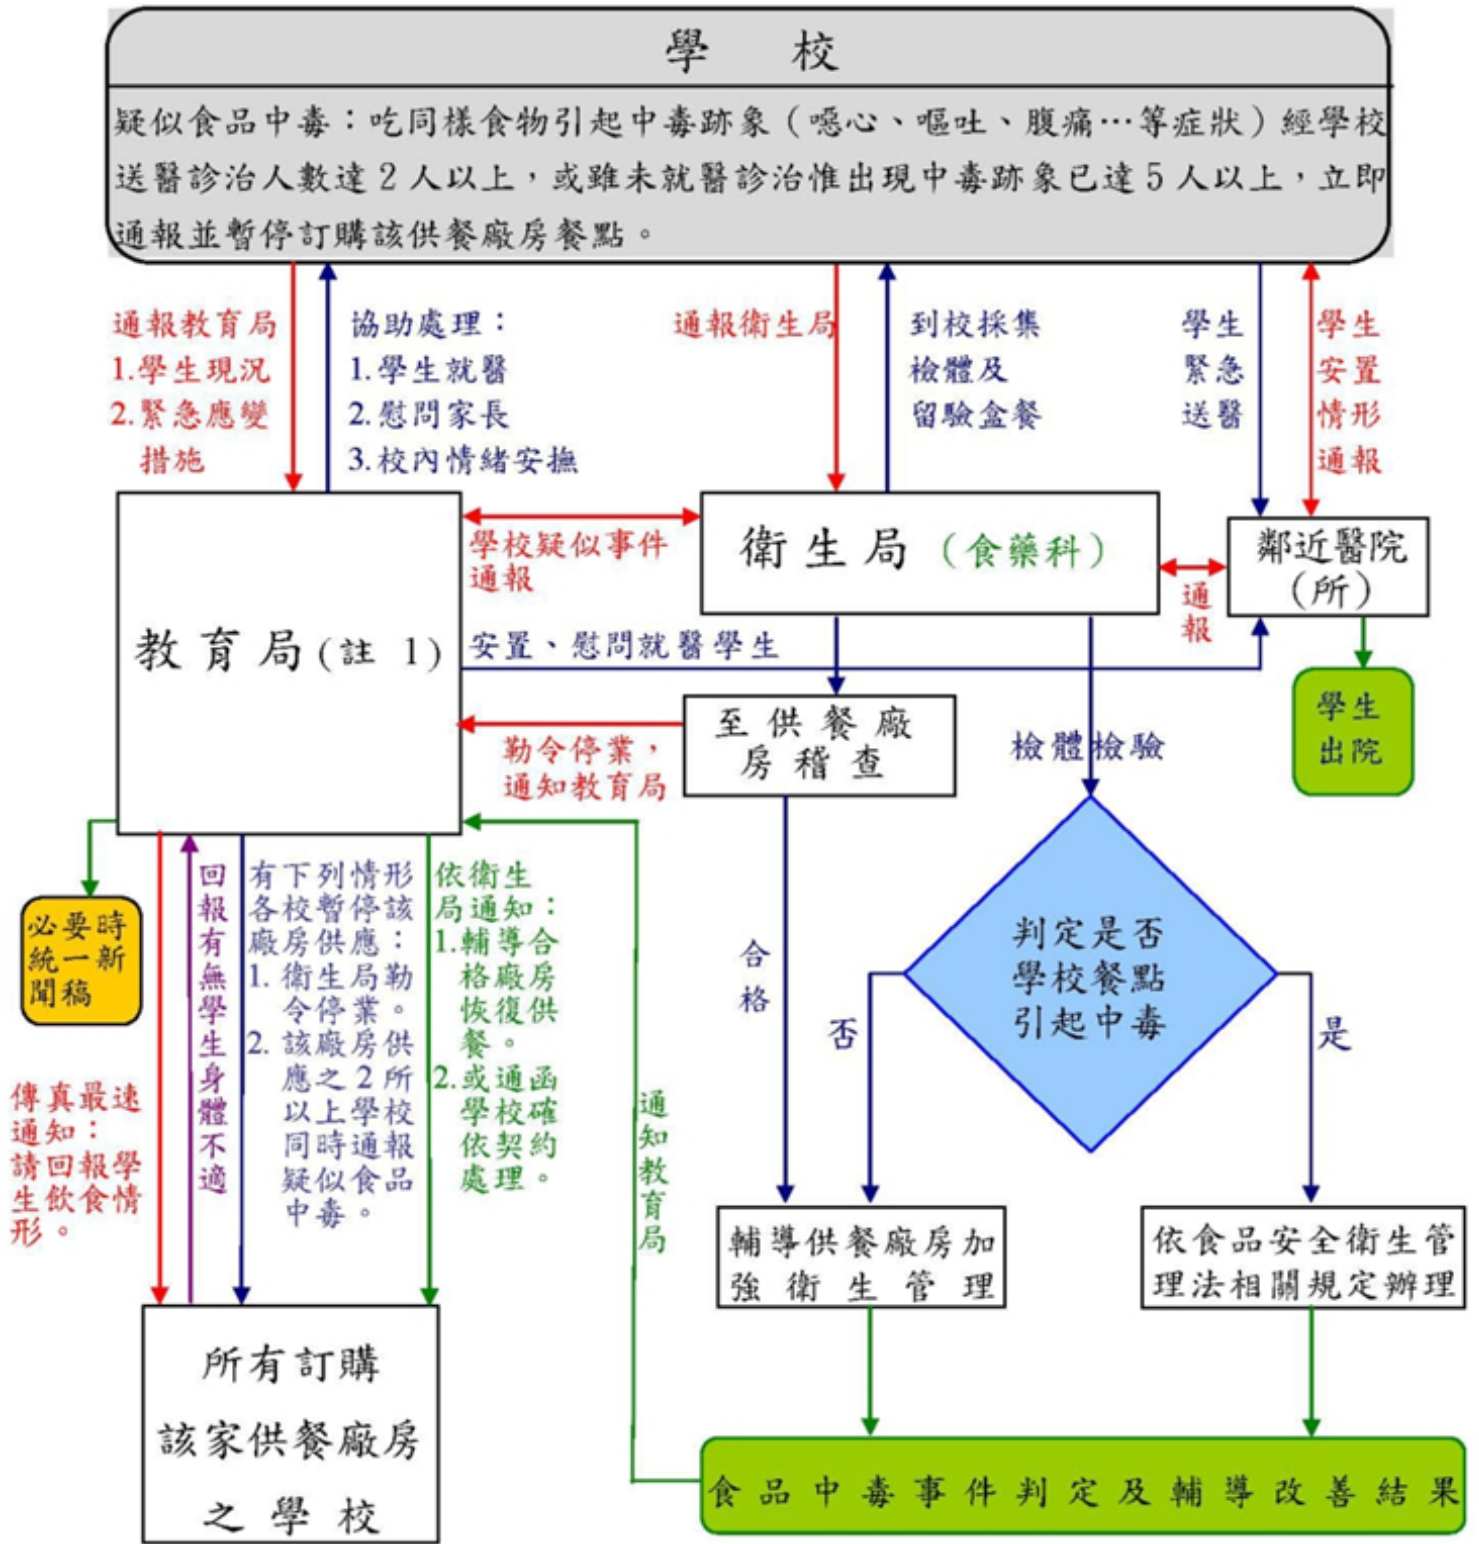 學 校
疑似食品中毒：吃同樣食物引起中毒跡象（噁心、嘔吐、腹痛…等症狀）經學校
送醫診治人數達 2 人以上，或雖未就醫診治惟出現中毒跡象已達 5 人以上，立即
通報並暫停訂購該供餐廠房餐點。
通報教育局
1.學生現況
2.緊急應變
措施
協助處理：
1.學生就醫
2.慰問家長
3.校內情緒安撫
通報衛生局
到校採集
檢體及
留驗盒餐
學生
緊急
送醫
學生
安置
情形
通報
教育局(註 1)
學校疑似事件
通報
衛生局（食藥科）
通報
鄰近醫院
（所）
安置、慰問就醫學生
至供餐廠
房稽查
勒令停業，
通知教育局
檢體檢驗
學生
出院
必要時
統一新
聞稿
傳真最速
通知：
請回報學
生飲食情
形。
回報有無學生身體不適
有下列情形
各校暫停該
廠房供應：
1. 衛生局勒
令停業。
2. 該廠房供
應之 2 所
以上學校
同時通報
疑似食品
中毒。
依衛生
局通知：
1.輔導合
格廠房
恢復供
餐。
2.或通函
學校確
依契約
處理。
通知教育局
合格
判定是否
學校餐點
引起中毒
否
是
輔導供餐廠房加
強衛生管理
依食品安全衛生管
理法相關規定辦理
所有訂購
該家供餐廠房
之學校
食品中毒事件判定及輔導改善結果